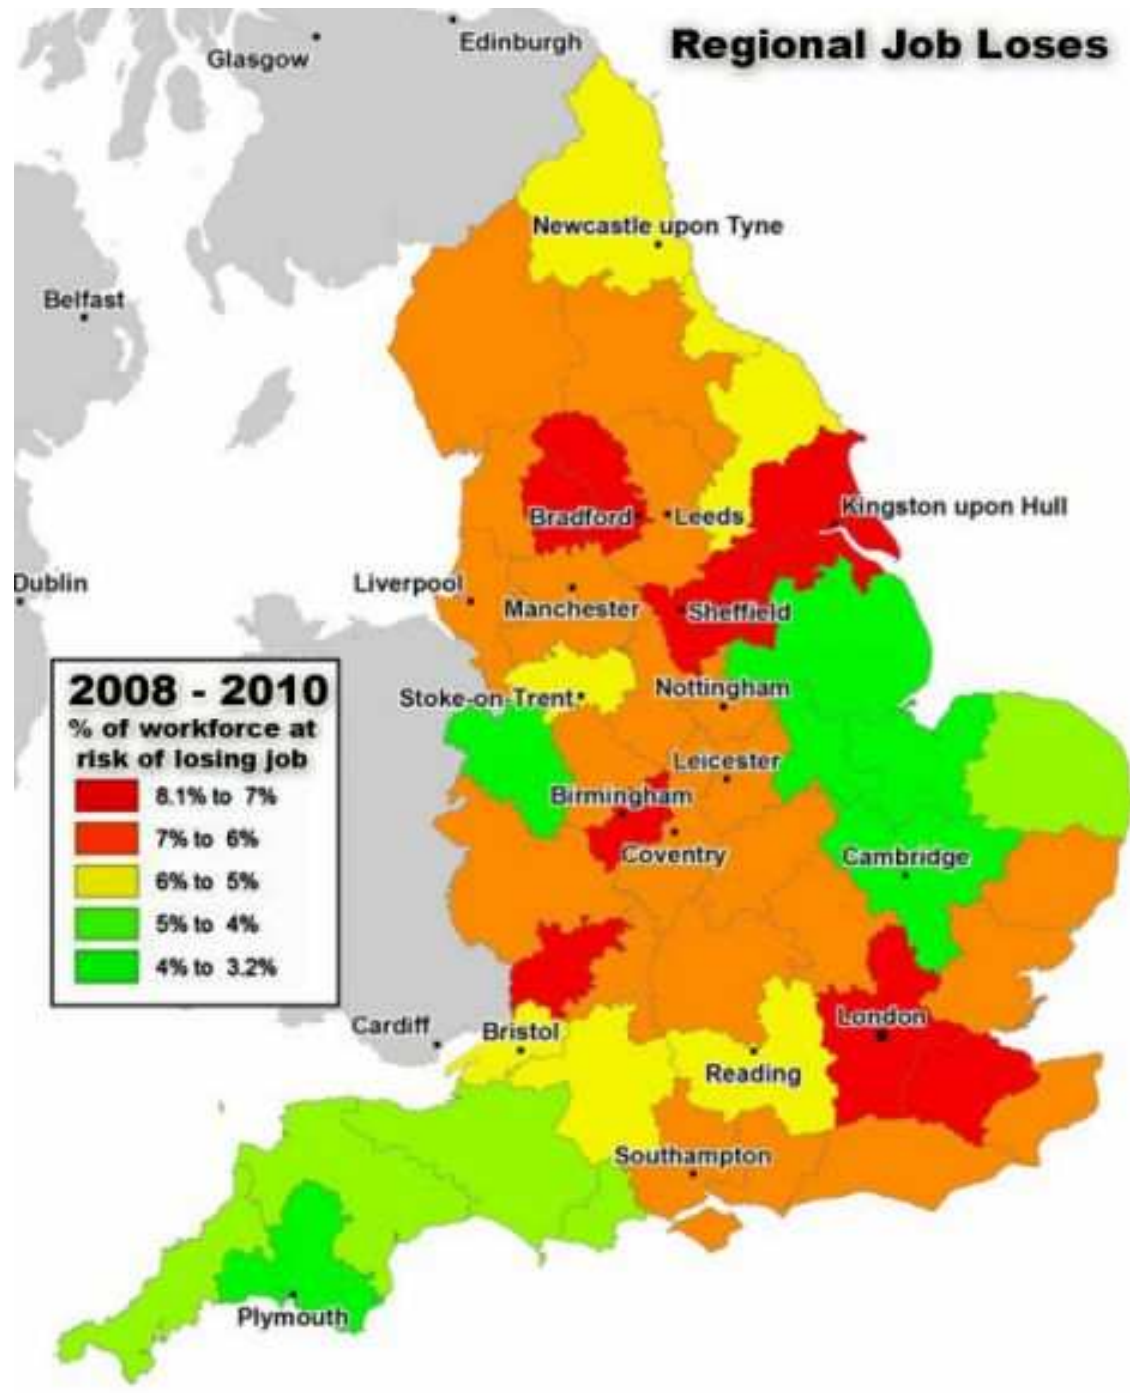 Regional Job Loses
Edinburgh
Glasgow
Newcastle upon Tyne
Belfast
Kingston upon Hull
Bradford
Leeds
Dublin
Liverpool
Manchester
Sheffield
Nottingham
Stoke-on-Trent
2008 - 2010
% of workforce at
risk of losing job
8.1% to 7%
7% to 6%
6% to 5%
5% to 4%
4% to 3.2%
Leicester
Birmingham
Coventry
Cambridge
London
Cardiff
Bristol
Reading
Southampton
Plymouth